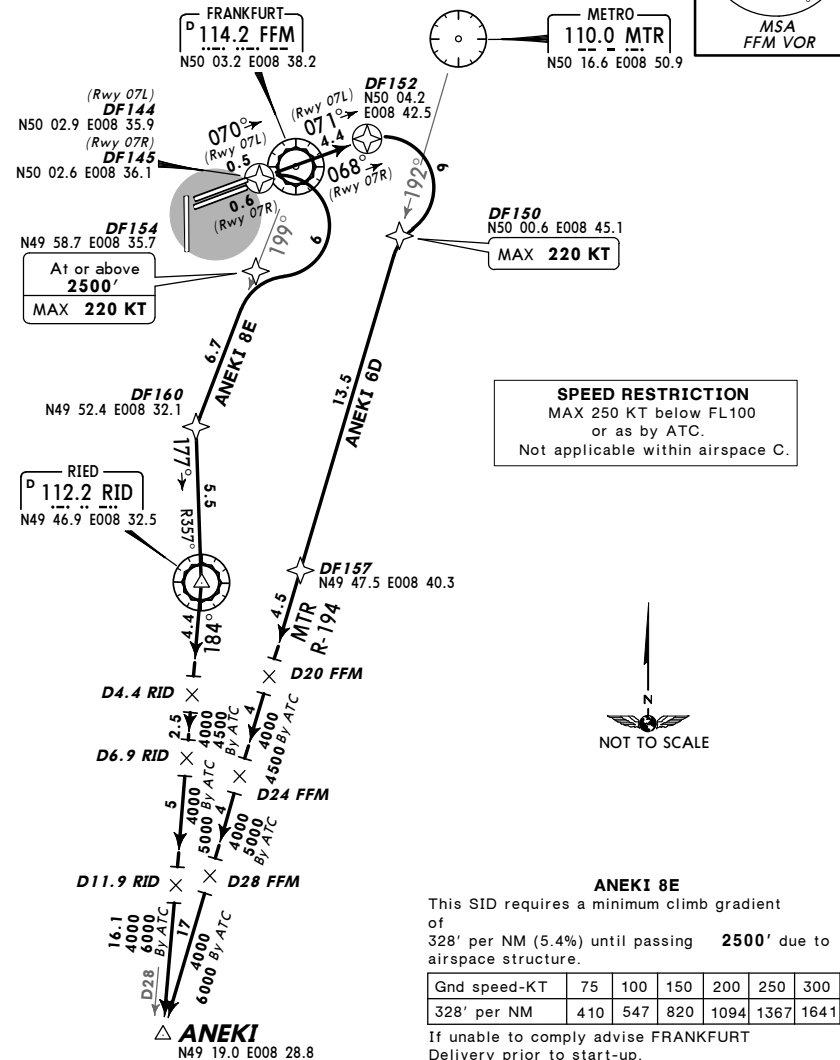 FRANKFURT
D 114.2 FFM
N50 03.2 E008 38.2
METRO
110.0 MTR
N50 16.6 E008 50.9
MSA
FFM VOR
(Rwy 07L)
DF144
N50 02.9 E008 35.9
(Rwy 07R)
DF145
N50 02.6 E008 36.1
070°
(Rwy 07L)
0.5
0.6
(Rwy 07R)
(Rwy 07L)
071°
4.4
068°
(Rwy 07R)
DF152
N50 04.2
E008 42.5
6
192°
DF150
N50 00.6 E008 45.1
MAX 220 KT
DF154
N49 58.7 E008 35.7
At or above
2500'
MAX 220 KT
199°
6
6.7
ANEKI 8E
13.5
ANEKI 6D
DF160
N49 52.4 E008 32.1
177°
5.5
R357°
RIED
D 112.2 RID
N49 46.9 E008 32.5
SPEED RESTRICTION
MAX 250 KT below FL100
or as by ATC.
Not applicable within airspace C.
DF157
N49 47.5 E008 40.3
4.5
MTR
R-194
4.4
184°
D4.4 RID
D20 FFM
2.5
4000
4500
By ATC
4
4000
4500
By ATC
D6.9 RID
D24 FFM
5
4000
5000
By ATC
4
4000
5000
By ATC
D11.9 RID
D28 FFM
16.1
4000
6000
By ATC
17
4000
6000
By ATC
D28
ANEKI
N49 19.0 E008 28.8
N
NOT TO SCALE
ANEKI 8E
This SID requires a minimum climb gradient
of
328' per NM (5.4%) until passing 2500' due to
airspace structure.
Gnd speed-KT 75 100 150 200 250 300
328' per NM 410 547 820 1094 1367 1641
If unable to comply advise FRANKFURT
Delivery prior to start-up.